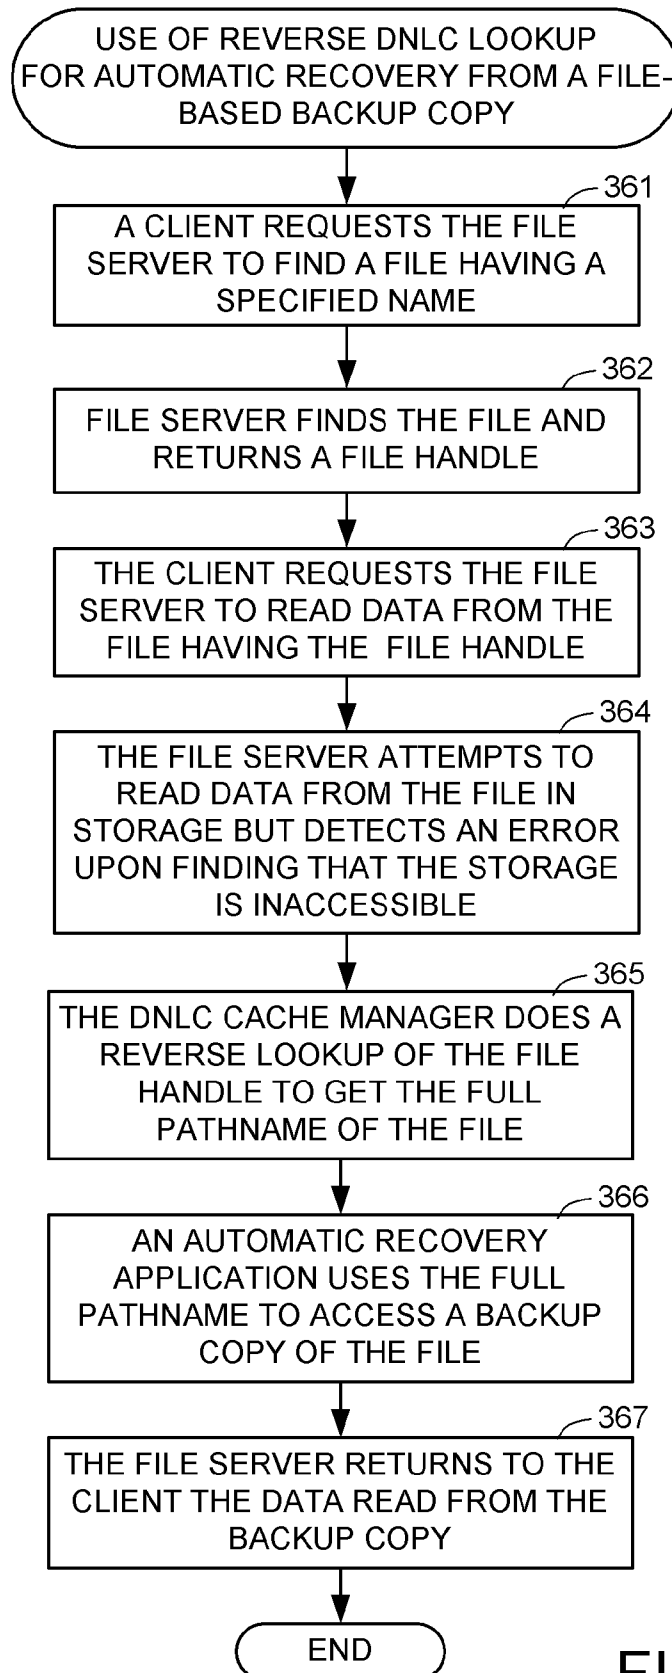 USE OF REVERSE DNLC LOOKUP
FOR AUTOMATIC RECOVERY FROM A FILE-
BASED BACKUP COPY
361
A CLIENT REQUESTS THE FILE
SERVER TO FIND A FILE HAVING A
SPECIFIED NAME
362
FILE SERVER FINDS THE FILE AND
RETURNS A FILE HANDLE
363
THE CLIENT REQUESTS THE FILE
SERVER TO READ DATA FROM THE
FILE HAVING THE FILE HANDLE
364
THE FILE SERVER ATTEMPTS TO
READ DATA FROM THE FILE IN
STORAGE BUT DETECTS AN ERROR
UPON FINDING THAT THE STORAGE
IS INACCESSIBLE
365
THE DNLC CACHE MANAGER DOES A
REVERSE LOOKUP OF THE FILE
HANDLE TO GET THE FULL
PATHNAME OF THE FILE
366
AN AUTOMATIC RECOVERY
APPLICATION USES THE FULL
PATHNAME TO ACCESS A BACKUP
COPY OF THE FILE
367
THE FILE SERVER RETURNS TO THE
CLIENT THE DATA READ FROM THE
BACKUP COPY
END